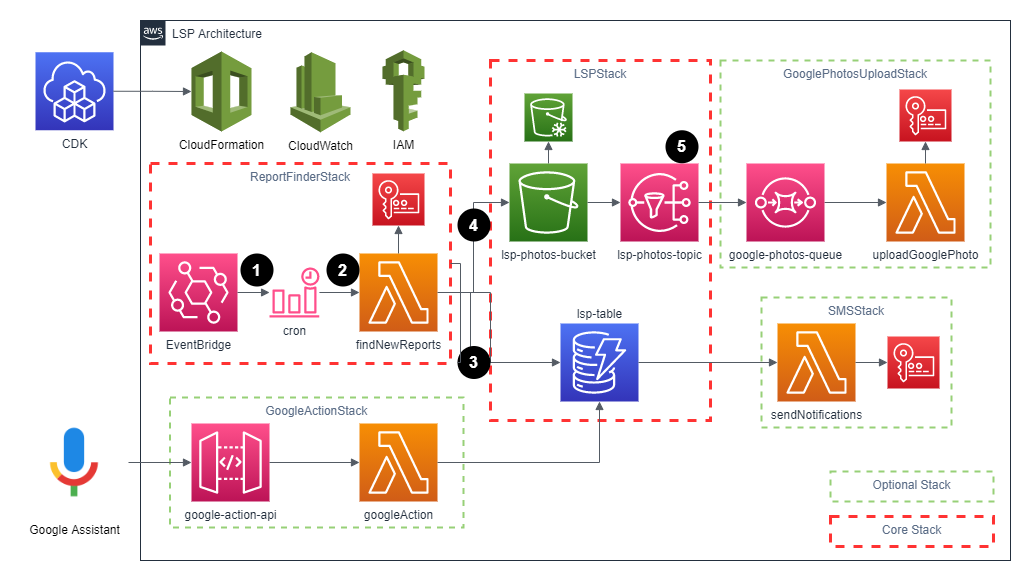 aws
LSP Architecture
CDK
CloudFormation
CloudWatch
IAM
LSPStack
GooglePhotosUploadStack
ReportFinderStack
5
4
lsp-photos-bucket
lsp-photos-topic
google-photos-queue
uploadGooglePhoto
1
2
EventBridge
cron
findNewReports
lsp-table
SMSStack
3
sendNotifications
GoogleActionStack
</>
google-action-api
googleAction
Google Assistant
Optional Stack
Core Stack